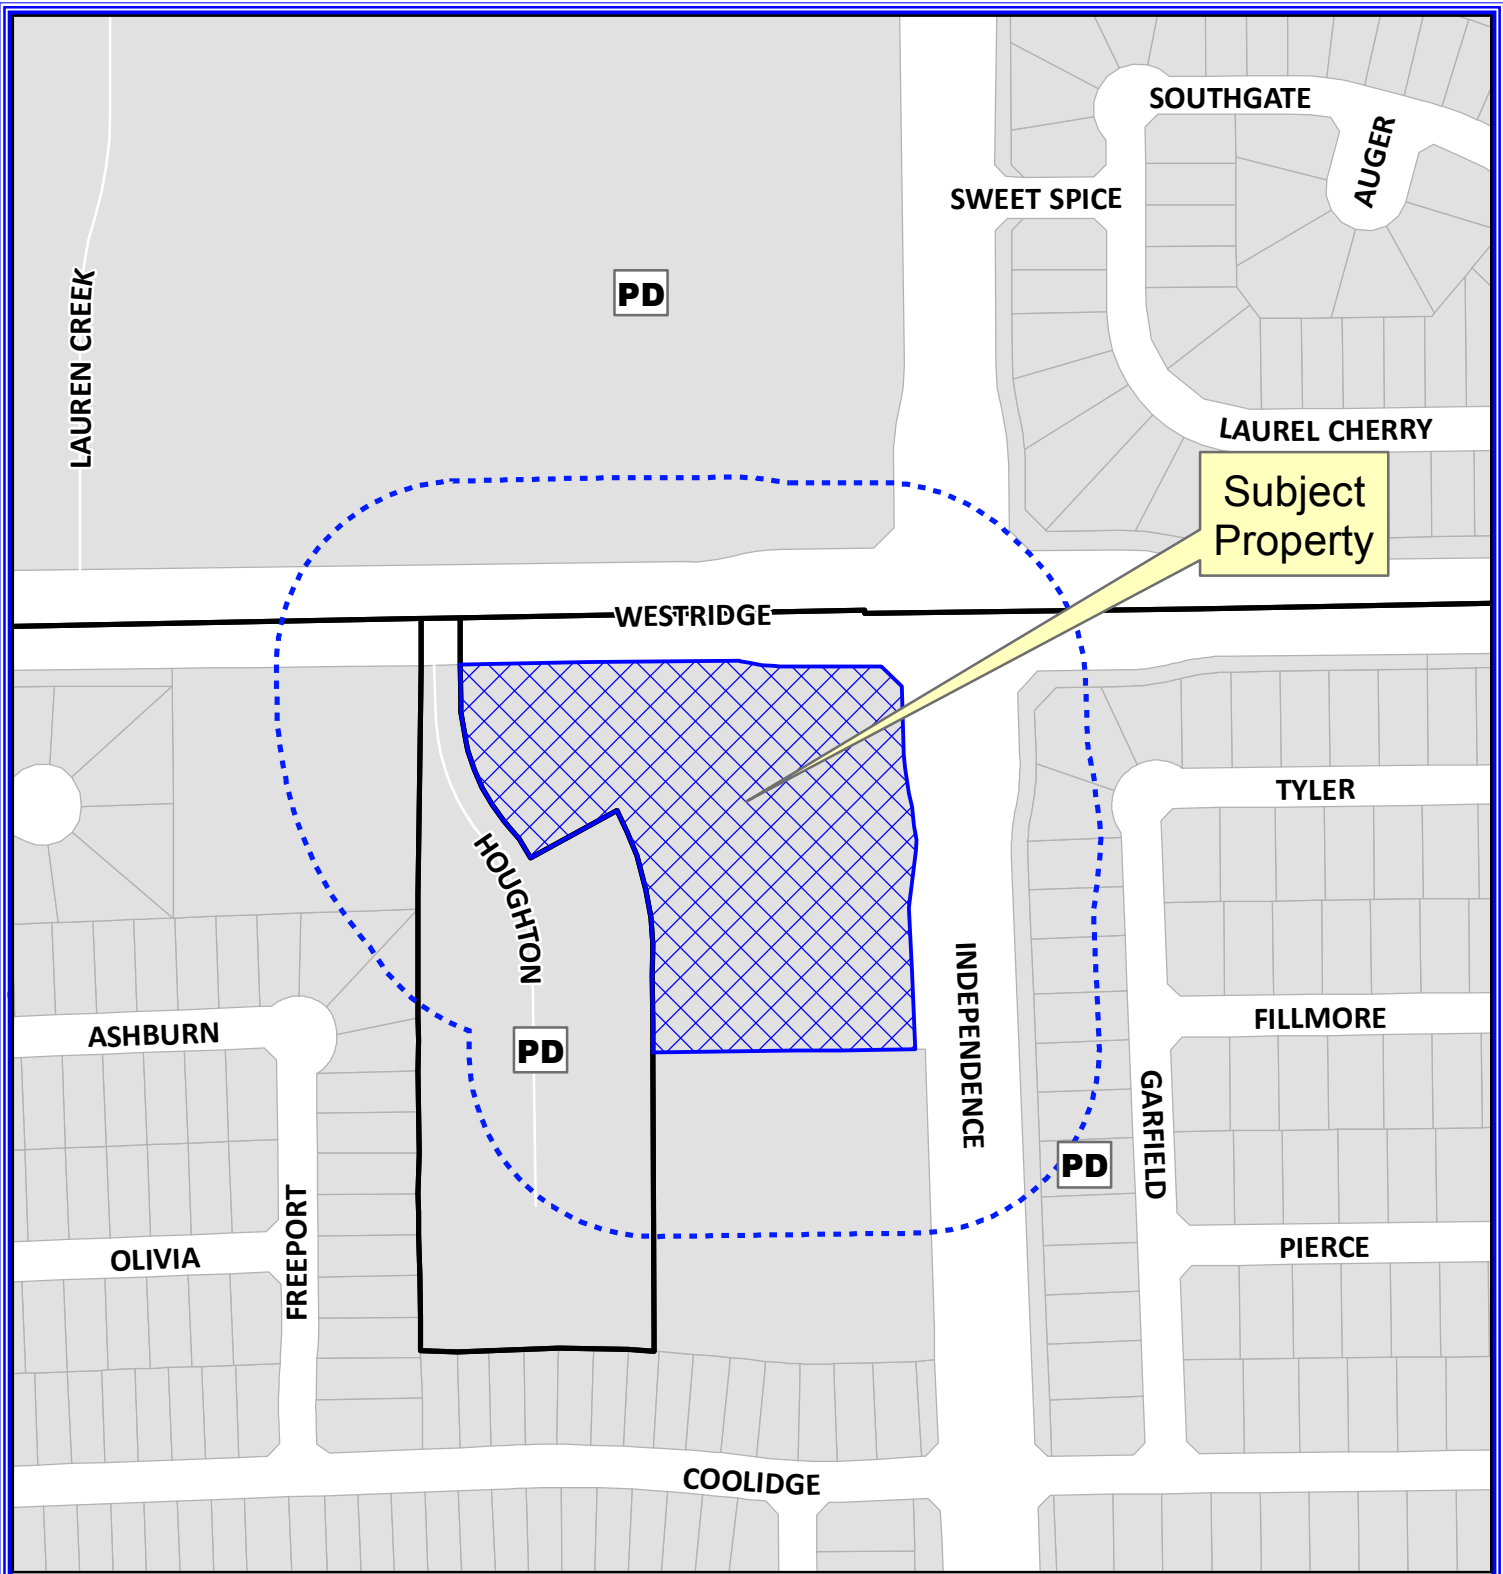 SOUTHGATE
AUGER
SWEET SPICE
PD
LAUREN CREEK
LAUREL CHERRY
Subject
Property
WESTRIDGE
TYLER
HOUGHTON
INDEPENDENCE
FILLMORE
ASHBURN
PD
GARFIELD
PD
FREEPORT
OLIVIA
PIERCE
COOLIDGE